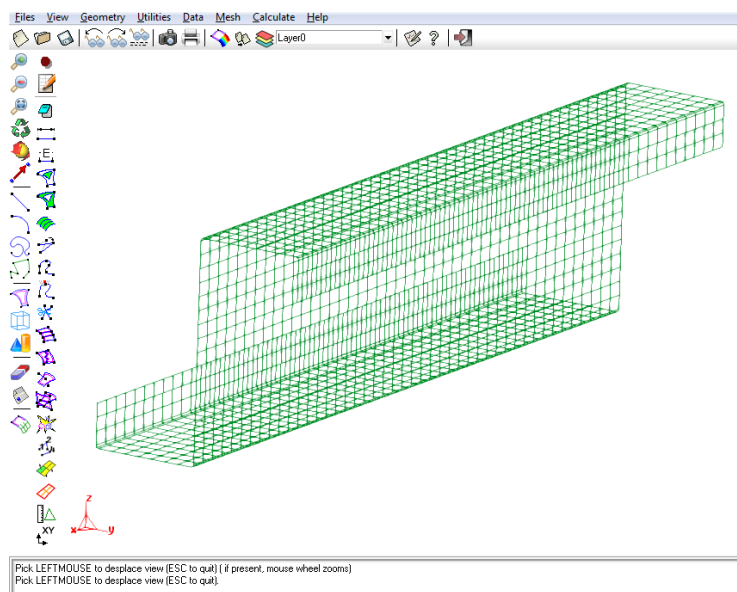 Files View Geometry Utilities Data Mesh Calculate Help
Layer0
:E:
XY
z
x y
Pick LEFTMOUSE to desplace view (ESC to quit) ( if present, mouse wheel zooms)
Pick LEFTMOUSE to desplace view (ESC to quit).